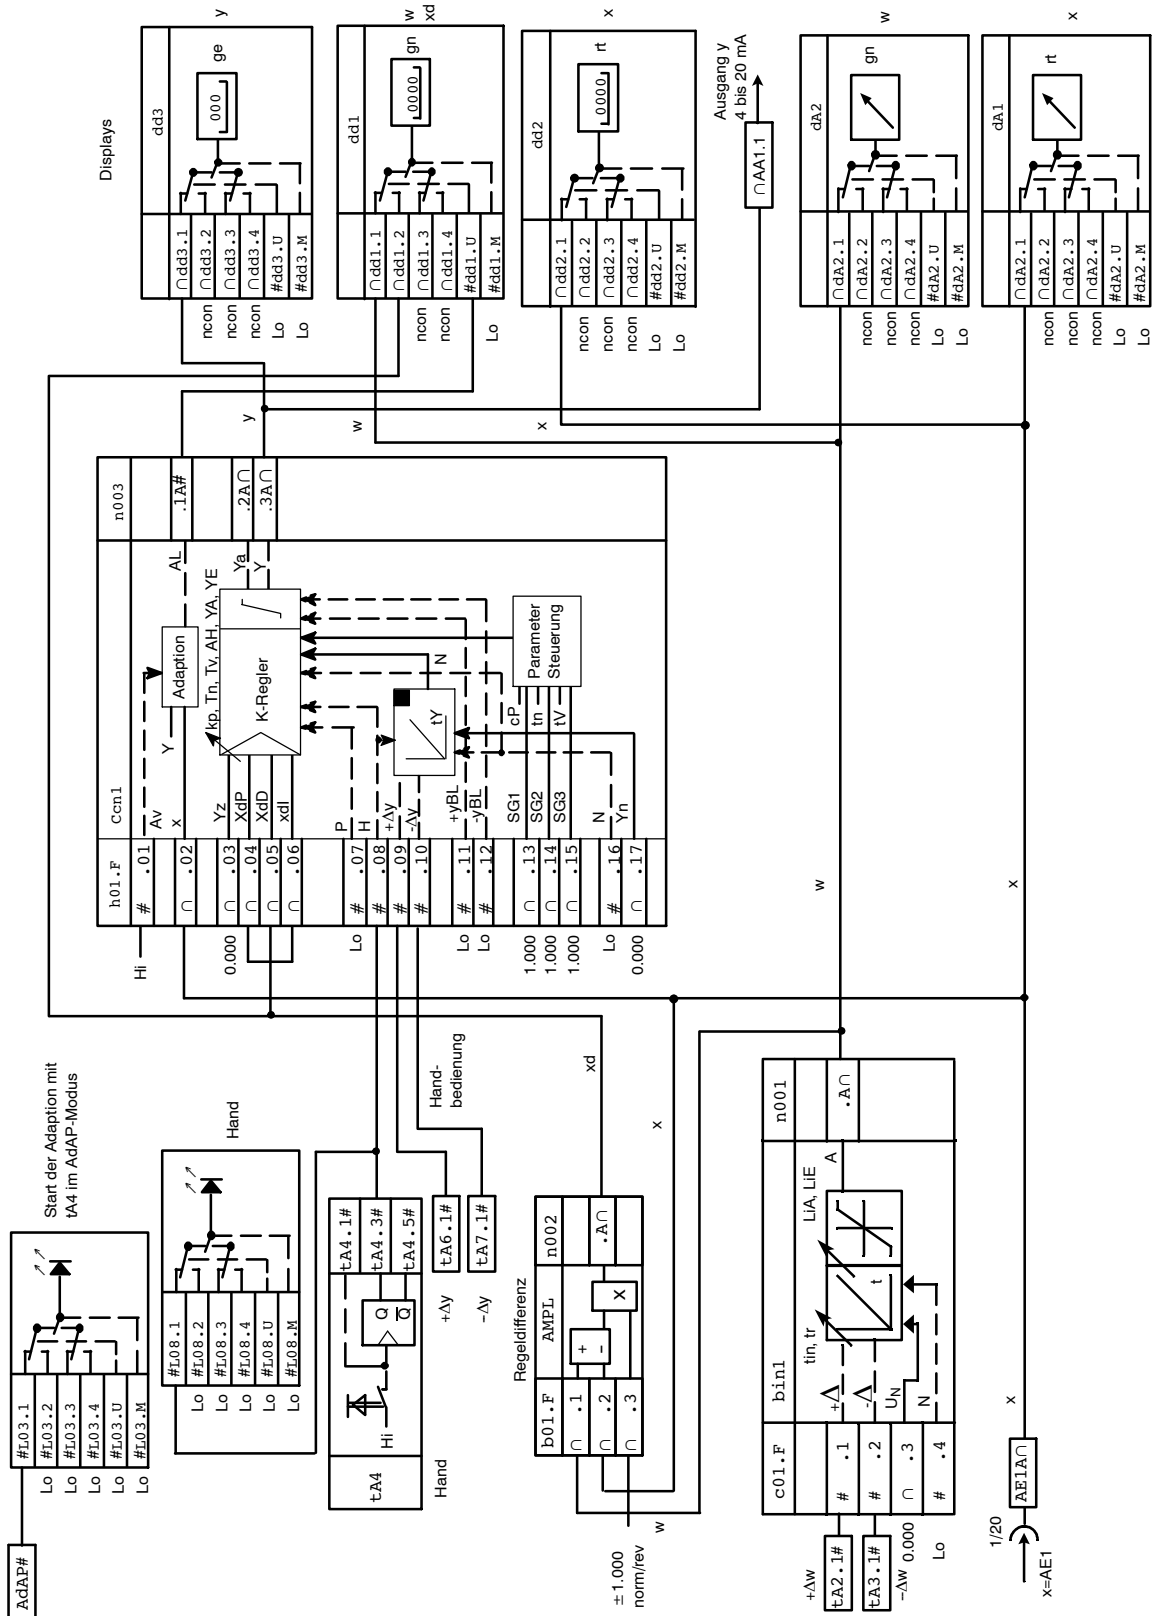 AdAP#
#L03.1
#L03.2
#L03.3
#L03.4
#L03.U
#L03.M
Lo
Lo
Lo
Lo
Lo
Start der Adaption mit
tA4 im AdAP-Modus
#L08.1
#L08.2
#L08.3
#L08.4
#L08.U
#L08.M
Lo
Lo
Lo
Lo
Lo
Hand
tA4
Hi
Q
Q̅
tA4.1#
tA4.3#
tA4.5#
Hand
tA6.1#
+Δy
tA7.1#
-Δy
Hand-
bedienung
Regeldifferenz
b01.F AMPL n002
∩ .1
∩ .2
∩ .3
+
−
X
.A∩
xd
±1.000
norm/rev
w
x
+Δw
tA2.1#
tA3.1#
-Δw
0.000
Lo
c01.F bin1 n001
# .1
# .2
∩ .3
# .4
+Δ
-Δ
UN
N
tin, tr
LiA, LiE
t
A
.A∩
x=AE1
1/20
AE1A∩
x
w
x
h01.F Ccn1 n003
Hi
# .01
∩ .02
∩ .03
∩ .04
∩ .05
∩ .06
# .07
# .08
# .09
# .10
# .11
# .12
∩ .13
∩ .14
∩ .15
# .16
∩ .17
0.000
Lo
Lo
Lo
1.000
1.000
1.000
Lo
0.000
Av
x
Yz
XdP
XdD
xdI
P
H
+Δy
-Δy
+yBL
-yBL
SG1
SG2
SG3
N
Yn
Y
Adaption
AL
kp, Tn, Tv, AH, YA, YE
K-Regler
Ya
Y
tY
N
cP
tn
tV
Parameter
Steuerung
.1A#
.2A∩
.3A∩
y
w
x
Displays
dd3
∩dd3.1
∩dd3.2
∩dd3.3
∩dd3.4
#dd3.U
#dd3.M
ncon
ncon
ncon
Lo
Lo
000
ge
y
dd1
∩dd1.1
∩dd1.2
∩dd1.3
∩dd1.4
#dd1.U
#dd1.M
ncon
ncon
Lo
0000
gn
w
xd
dd2
∩dd2.1
∩dd2.2
∩dd2.3
∩dd2.4
#dd2.U
#dd2.M
ncon
ncon
ncon
Lo
Lo
0000
rt
x
∩AA1.1
Ausgang y
4 bis 20 mA
dA2
∩dA2.1
∩dA2.2
∩dA2.3
∩dA2.4
#dA2.U
#dA2.M
ncon
ncon
ncon
Lo
Lo
gn
w
dA1
∩dA2.1
∩dA2.2
∩dA2.3
∩dA2.4
#dA2.U
#dA2.M
ncon
ncon
ncon
Lo
Lo
rt
x